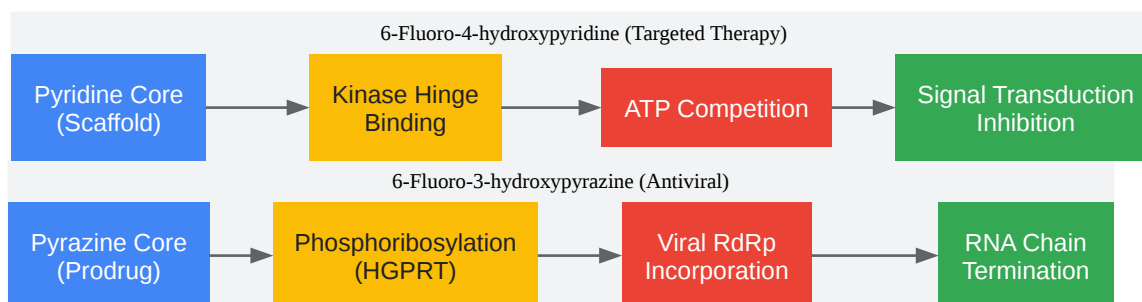 6-Fluoro-4-hydroxypyridine (Targeted Therapy)
Pyridine Core
(Scaffold)
Kinase Hinge
Binding
ATP Competition
Signal Transduction
Inhibition
6-Fluoro-3-hydroxypyrazine (Antiviral)
Pyrazine Core
(Prodrug)
Phosphoribosylation
(HGPRT)
Viral RdRp
Incorporation
RNA Chain
Termination